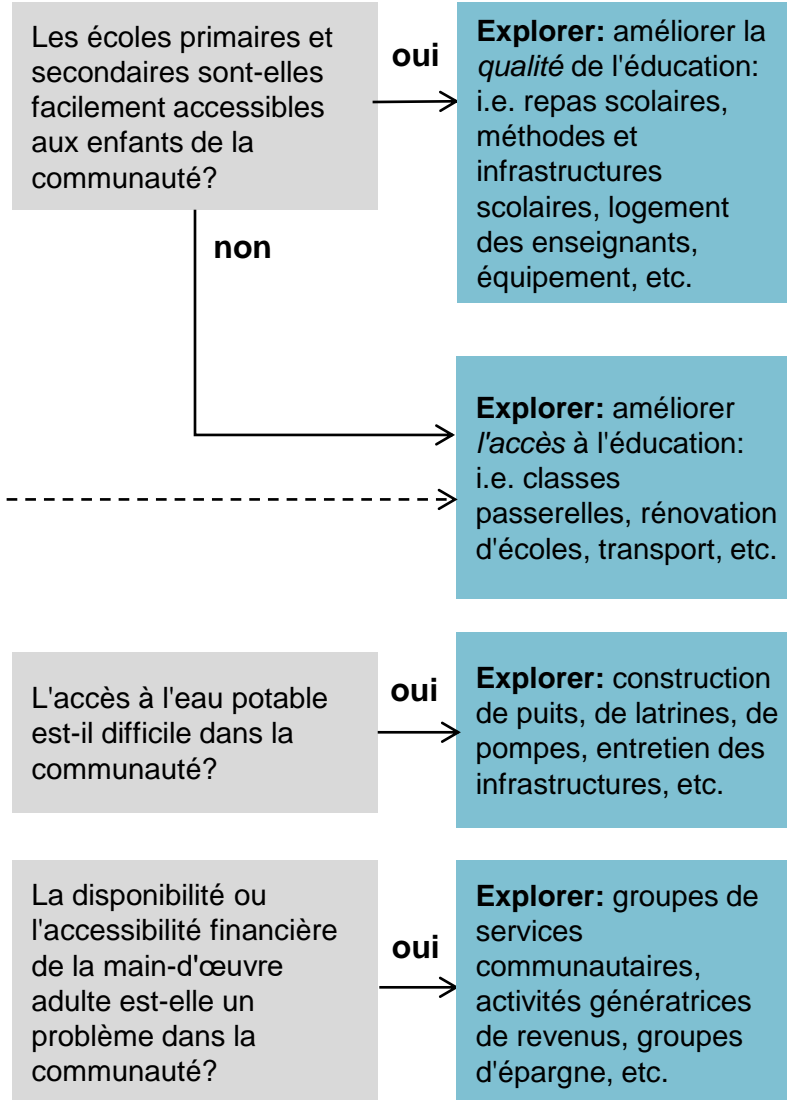 Les écoles primaires et
secondaires sont-elles
facilement accessibles
aux enfants de la
communauté?
oui
Explorer: améliorer la
qualité de l'éducation:
i.e. repas scolaires,
méthodes et
infrastructures
scolaires, logement
des enseignants,
équipement, etc.
non
Explorer: améliorer
l'accès à l'éducation:
i.e. classes
passerelles, rénovation
d'écoles, transport, etc.
L'accès à l'eau potable
est-il difficile dans la
communauté?
oui
Explorer: construction
de puits, de latrines, de
pompes, entretien des
infrastructures, etc.
La disponibilité ou
l'accessibilité financière
de la main-d'œuvre
adulte est-elle un
problème dans la
communauté?
oui
Explorer: groupes de
services
communautaires,
activités génératrices
de revenus, groupes
d'épargne, etc.